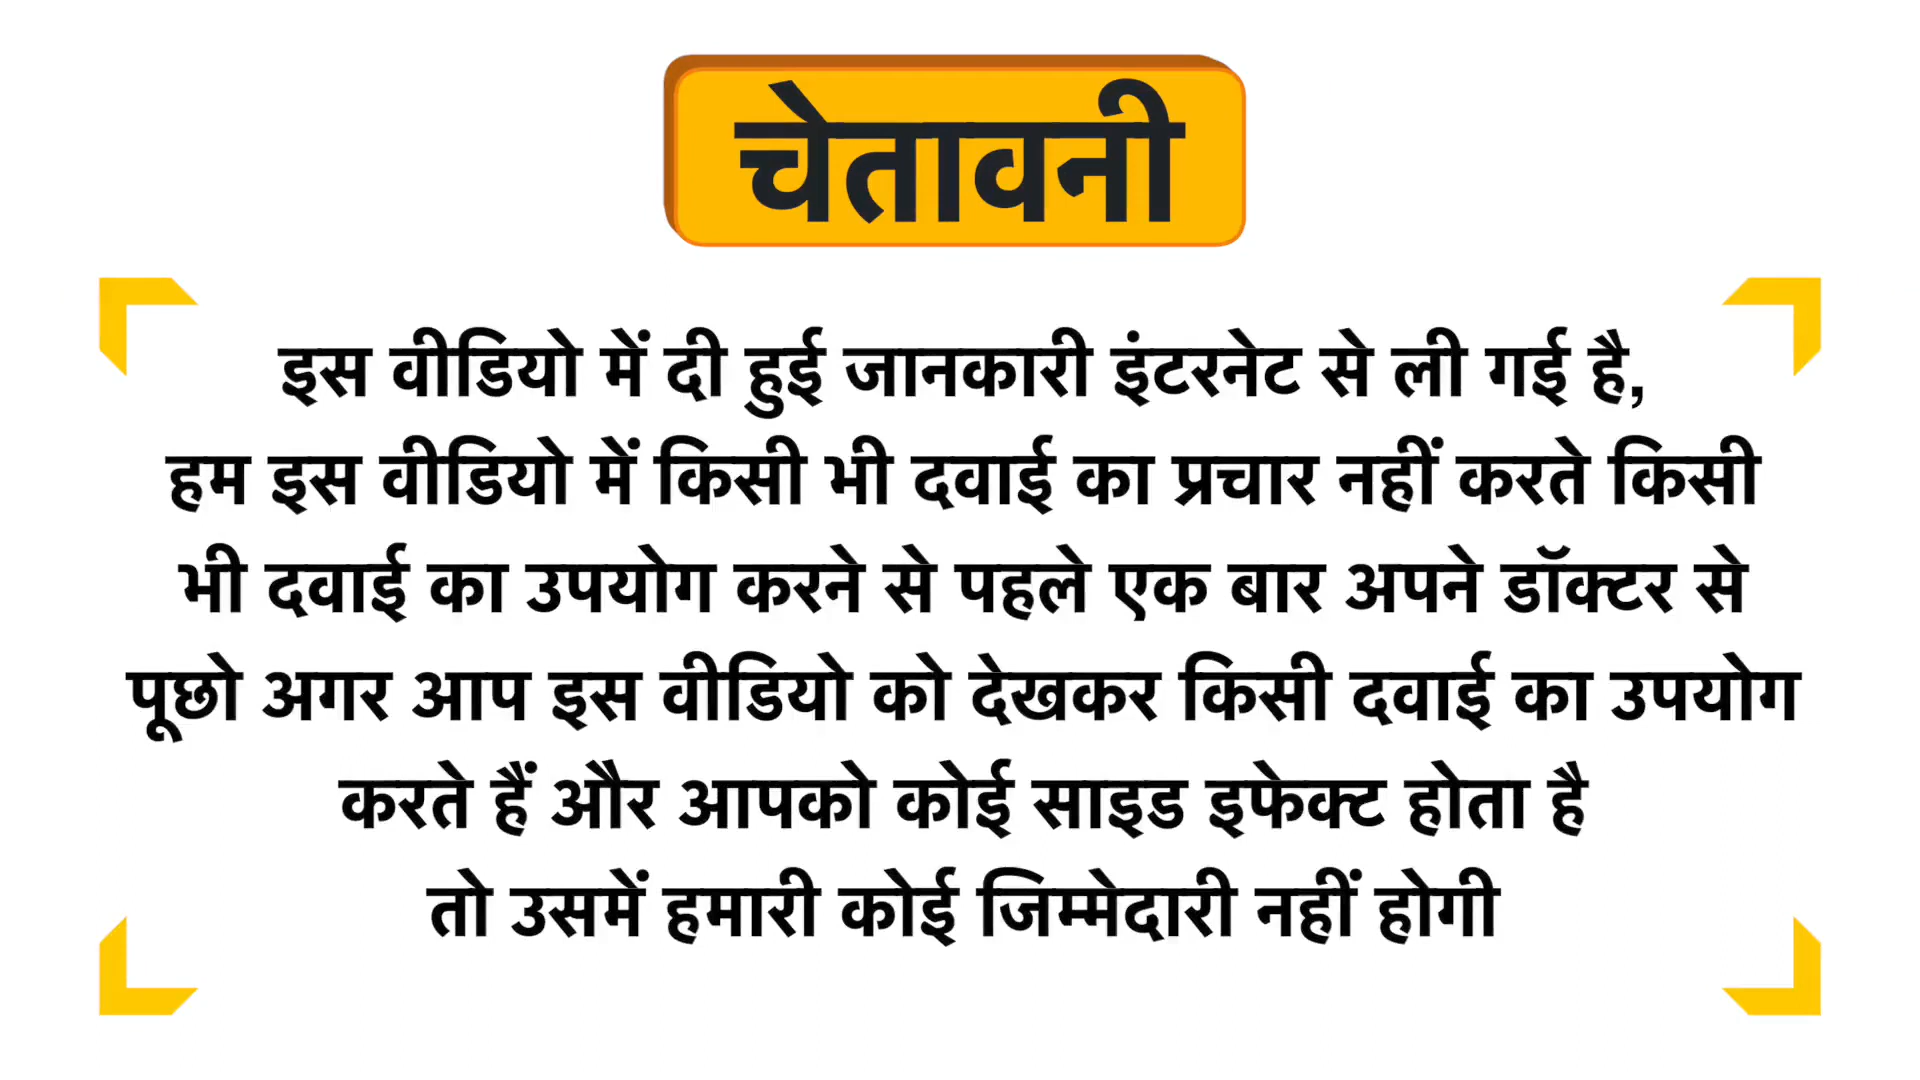 चेतावनी
इस वीडियो में दी हुई जानकारी इंटरनेट से ली गई है,
हम इस वीडियो में किसी भी दवाई का प्रचार नहीं करते किसी
भी दवाई का उपयोग करने से पहले एक बार अपने डॉक्टर से
पूछो अगर आप इस वीडियो को देखकर किसी दवाई का उपयोग
करते हैं और आपको कोई साइड इफेक्ट होता है
तो उसमें हमारी कोई जिम्मेदारी नहीं होगी